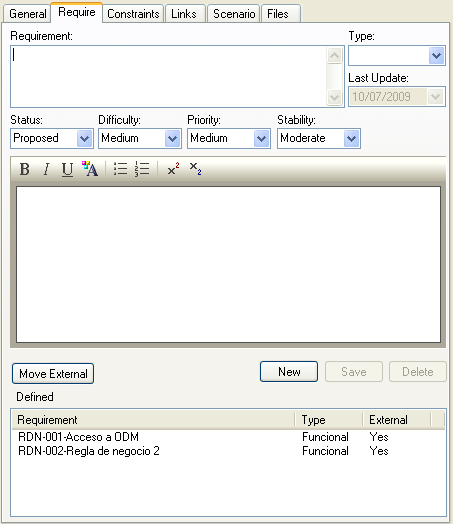 General Require Constraints Links Scenario Files
Requirement: Type:
Last Update:
10/07/2009
Status: Difficulty: Priority: Stability:
Proposed Medium Medium Moderate
B I U A x² x₂
Move External New Save Delete
Defined
Requirement Type External
RDN-001-Acceso a ODM Funcional Yes
RDN-002-Regla de negocio 2 Funcional Yes